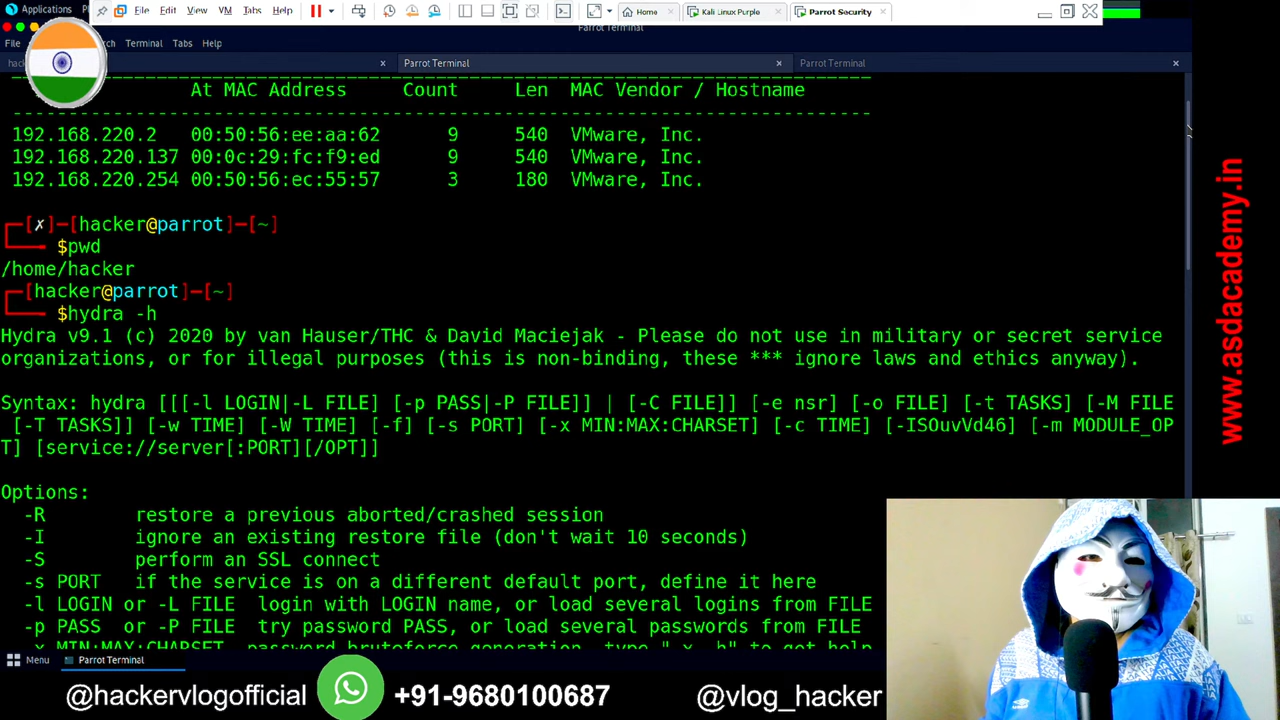 Applications
File Edit View VM Tabs Help
Home
Kali Linux Purple
Parrot Security
Parrot Terminal
File
Terminal Tabs Help
Parrot Terminal
Parrot Terminal
At MAC Address Count Len MAC Vendor / Hostname
-----------------------------------------------------------------------------
192.168.220.2 00:50:56:ee:aa:62 9 540 VMware, Inc.
192.168.220.137 00:0c:29:fc:f9:ed 9 540 VMware, Inc.
192.168.220.254 00:50:56:ec:55:57 3 180 VMware, Inc.
┌─[✗]─[hacker@parrot]─[~]
└──╼ $pwd
/home/hacker
┌─[hacker@parrot]─[~]
└──╼ $hydra -h
Hydra v9.1 (c) 2020 by van Hauser/THC & David Maciejak - Please do not use in military or secret service
organizations, or for illegal purposes (this is non-binding, these *** ignore laws and ethics anyway).
Syntax: hydra [[[-l LOGIN|-L FILE] [-p PASS|-P FILE]] | [-C FILE]] [-e nsr] [-o FILE] [-t TASKS] [-M FILE
[-T TASKS]] [-w TIME] [-W TIME] [-f] [-s PORT] [-x MIN:MAX:CHARSET] [-c TIME] [-ISOuvVd46] [-m MODULE_OP
T] [service://server[:PORT][/OPT]]
Options:
-R restore a previous aborted/crashed session
-I ignore an existing restore file (don't wait 10 seconds)
-S perform an SSL connect
-s PORT if the service is on a different default port, define it here
-l LOGIN or -L FILE login with LOGIN name, or load several logins from FILE
-p PASS or -P FILE try password PASS, or load several passwords from FILE
-x MIN:MAX:CHARSET password bruteforce generation, type "-x -h" to get help
Menu
Parrot Terminal
@hackervlogofficial
+91-9680100687
@vlog_hacker
www.asdacademy.in